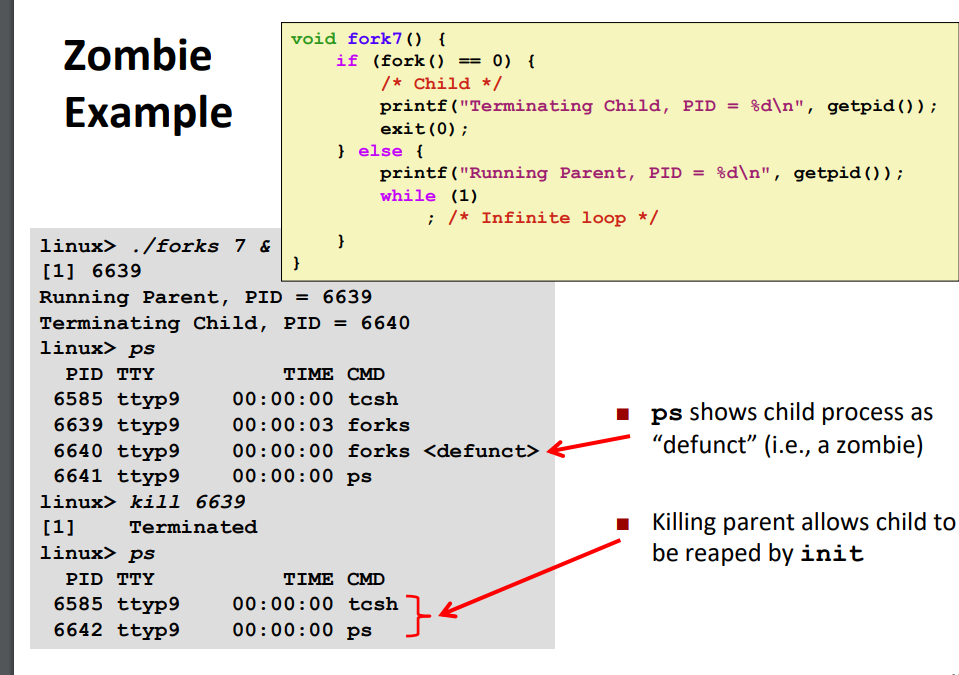 Zombie
Example
void fork7() {
    if (fork() == 0) {
        /* Child */
        printf("Terminating Child, PID = %d\n", getpid());
        exit(0);
    } else {
        printf("Running Parent, PID = %d\n", getpid());
        while (1)
            ; /* Infinite loop */
    }
}
linux> ./forks 7 &
[1] 6639
Running Parent, PID = 6639
Terminating Child, PID = 6640
linux> ps
  PID TTY          TIME CMD
 6585 ttyp9    00:00:00 tcsh
 6639 ttyp9    00:00:03 forks
 6640 ttyp9    00:00:00 forks <defunct>
 6641 ttyp9    00:00:00 ps
linux> kill 6639
[1]    Terminated
linux> ps
  PID TTY          TIME CMD
 6585 ttyp9    00:00:00 tcsh
 6642 ttyp9    00:00:00 ps
■ ps shows child process as
“defunct” (i.e., a zombie)
■ Killing parent allows child to
be reaped by init